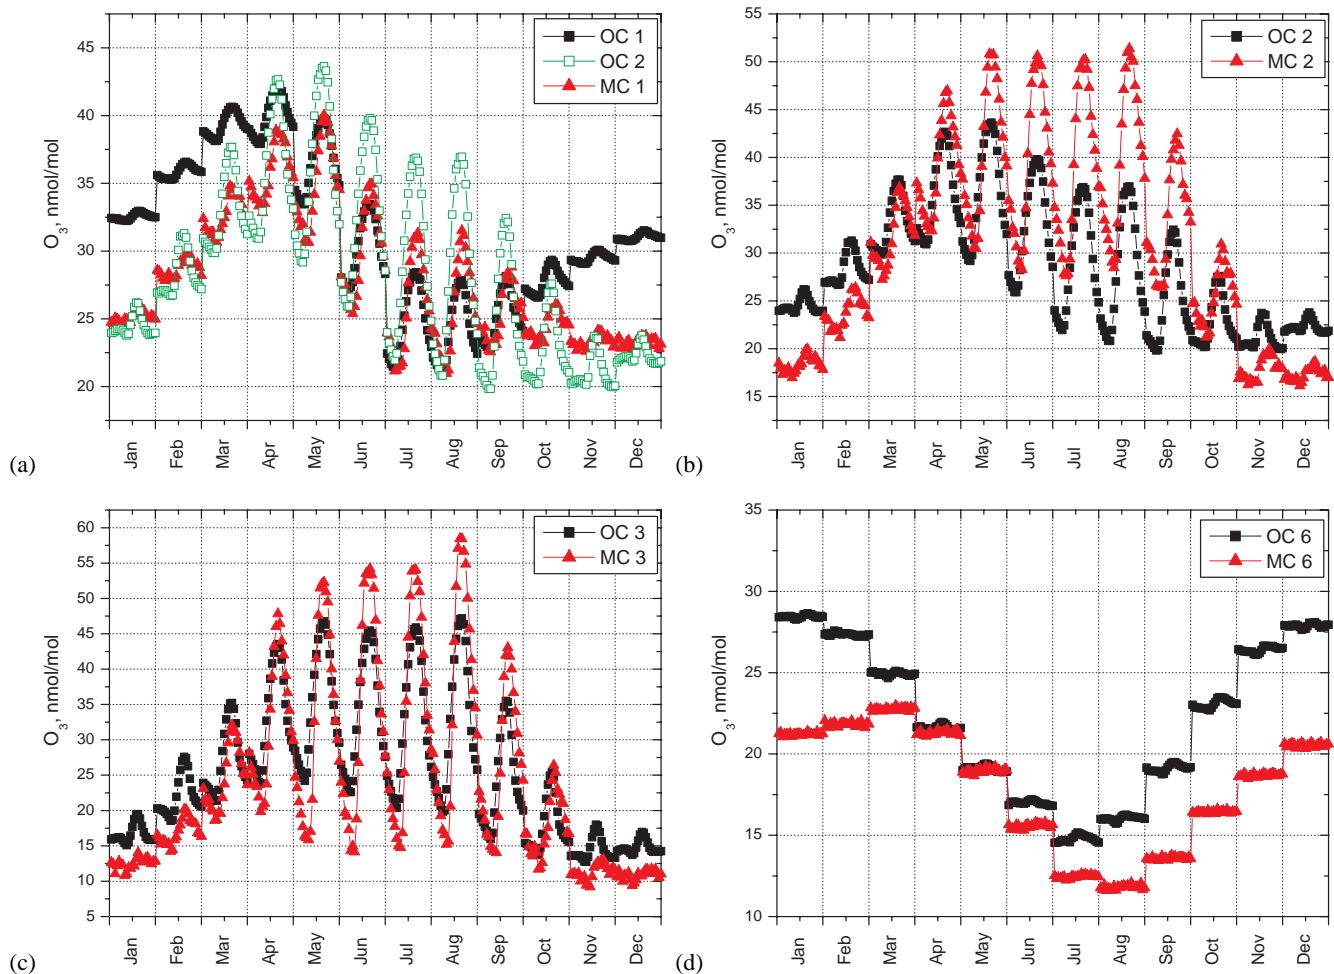 OC 1
OC 2
MC 1
45
40
35
30
25
20
O3, nmol/mol
Jan Feb Mar Apr May Jun Jul Aug Sep Oct Nov Dec
(a)
OC 2
MC 2
55
50
45
40
35
30
25
20
15
O3, nmol/mol
Jan Feb Mar Apr May Jun Jul Aug Sep Oct Nov Dec
(b)
OC 3
MC 3
60
55
50
45
40
35
30
25
20
15
10
5
O3, nmol/mol
Jan Feb Mar Apr May Jun Jul Aug Sep Oct Nov Dec
(c)
OC 6
MC 6
35
30
25
20
15
10
O3, nmol/mol
Jan Feb Mar Apr May Jun Jul Aug Sep Oct Nov Dec
(d)